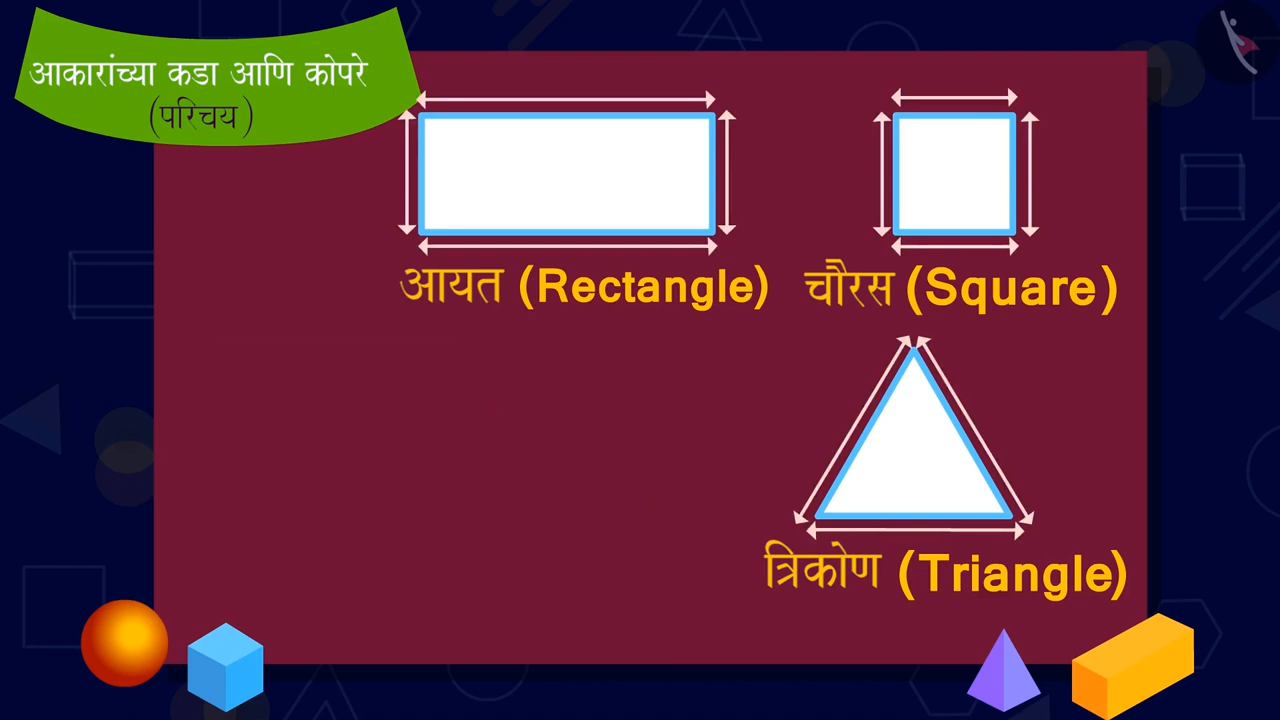 आकारांच्या कडा आणि कोपरे
(परिचय)
आयत (Rectangle)
चौरस (Square)
त्रिकोण (Triangle)